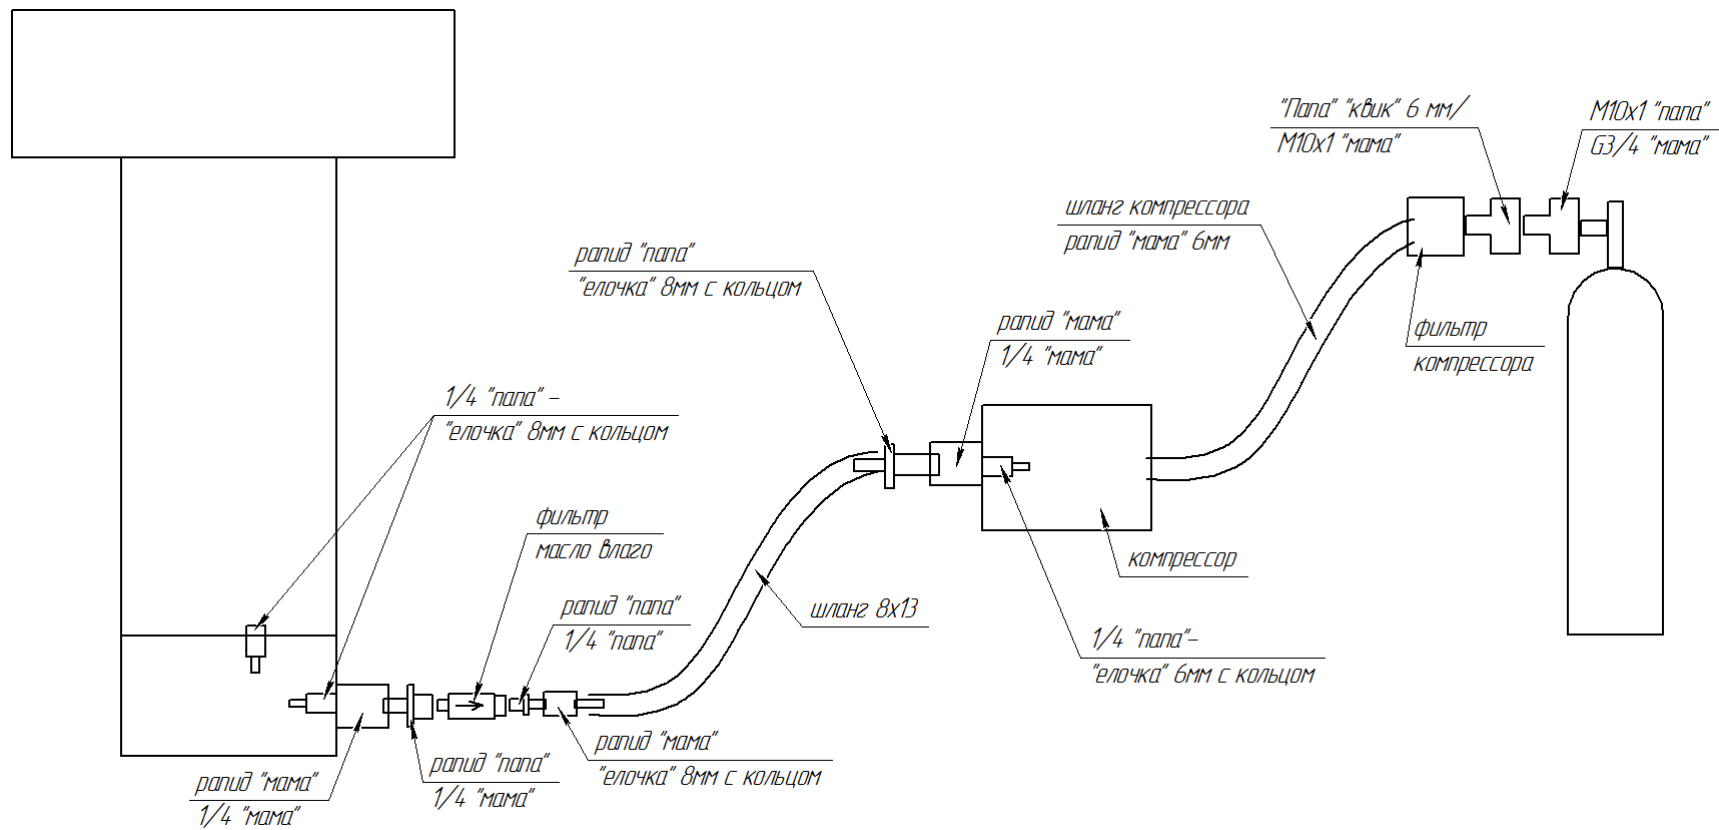 "Папа" "квик" 6 мм/
М10х1 "мама"
М10х1 "папа"
G3/4 "мама"
шланг компрессора
рапид "мама" 6мм
рапид "папа"
"елочка" 8мм с кольцом
рапид "мама"
1/4 "мама"
фильтр
компрессора
1/4 "папа" -
"елочка" 8мм с кольцом
фильтр
масло влаго
компрессор
рапид "папа"
1/4 "папа"
шланг 8х13
1/4 "папа"-
"елочка" 6мм с кольцом
рапид "мама"
"елочка" 8мм с кольцом
рапид "папа"
1/4 "мама"
рапид "мама"
1/4 "мама"